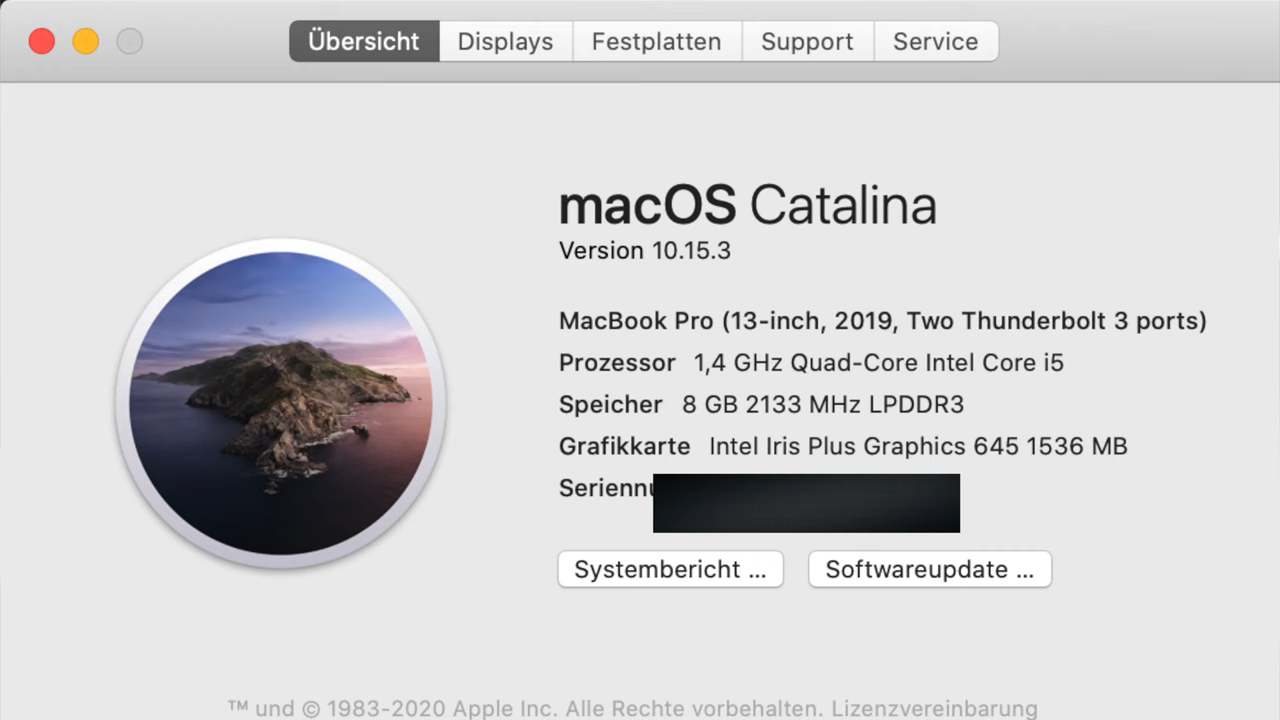 Übersicht Displays Festplatten Support Service
macOS Catalina
Version 10.15.3
MacBook Pro (13-inch, 2019, Two Thunderbolt 3 ports)
Prozessor 1,4 GHz Quad-Core Intel Core i5
Speicher 8 GB 2133 MHz LPDDR3
Grafikkarte Intel Iris Plus Graphics 645 1536 MB
Seriennu
Systembericht ... Softwareupdate ...
™ und © 1983-2020 Apple Inc. Alle Rechte vorbehalten. Lizenzvereinbarung